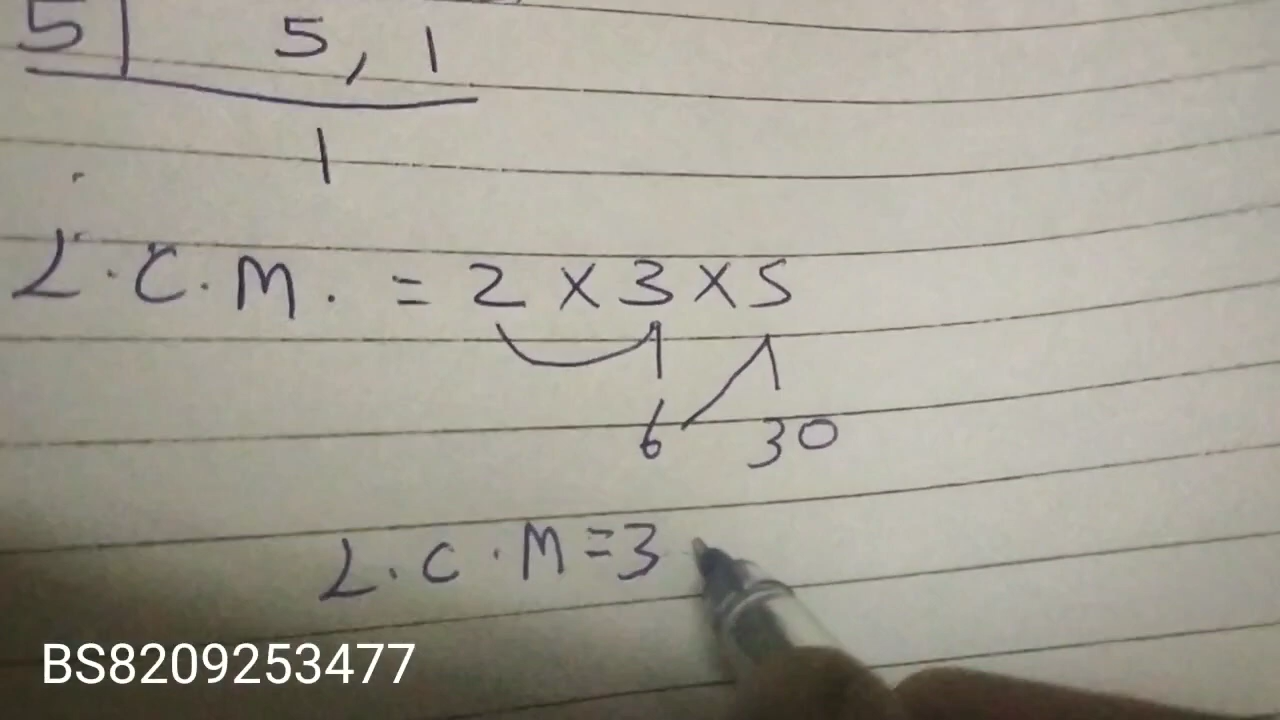 5 | 5, 1
1
L.C.M. = 2 X 3 X 5
6 30
L.C.M = 3
BS8209253477